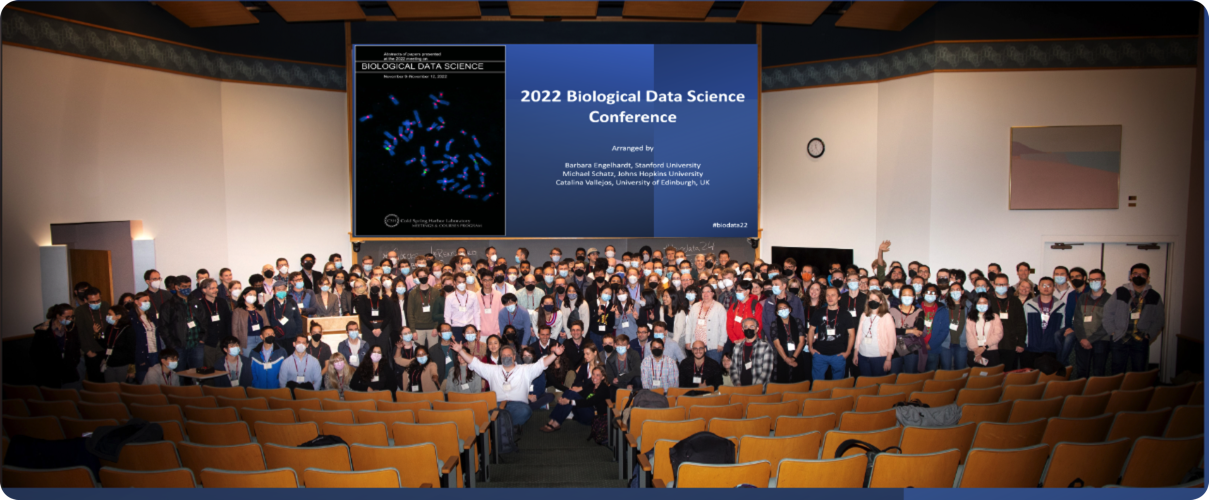 Abstracts of papers presented
at the 2022 meeting on
BIOLOGICAL DATA SCIENCE
November 9–November 12, 2022
Cold Spring Harbor Laboratory
MEETINGS & COURSES PROGRAM
2022 Biological Data Science
Conference
Arranged by
Barbara Engelhardt, Stanford University
Michael Schatz, Johns Hopkins University
Catalina Vallejos, University of Edinburgh, UK
#biodata22